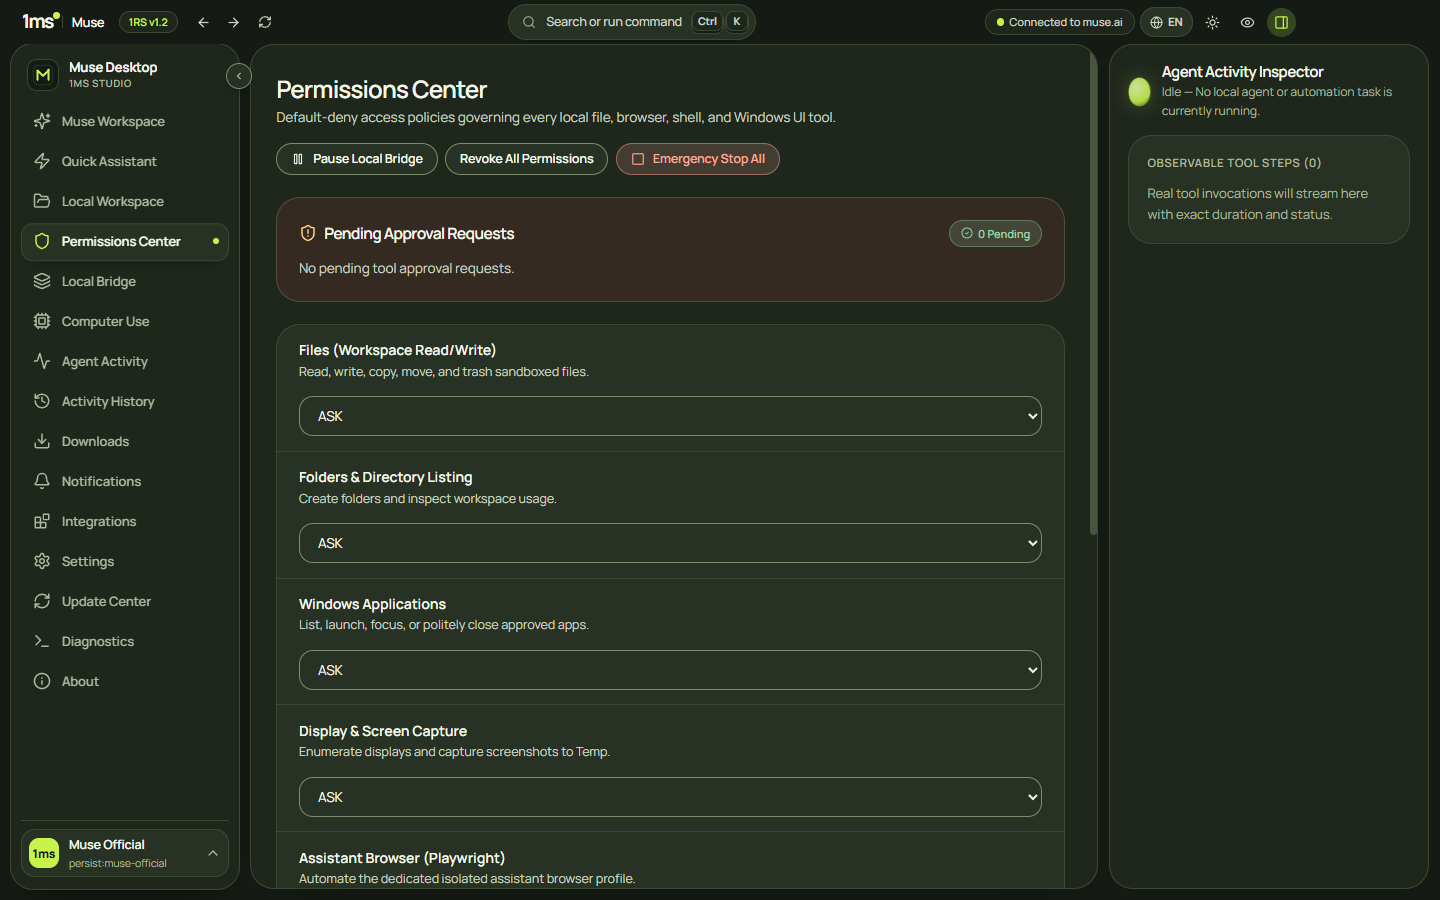 1ms Muse 1RS v1.2
Search or run command Ctrl K
Connected to muse.ai
EN
Muse Desktop
1MS STUDIO
Muse Workspace
Quick Assistant
Local Workspace
Permissions Center
Local Bridge
Computer Use
Agent Activity
Activity History
Downloads
Notifications
Integrations
Settings
Update Center
Diagnostics
About
1ms
Muse Official
persist:muse-official
Permissions Center
Default-deny access policies governing every local file, browser, shell, and Windows UI tool.
Pause Local Bridge
Revoke All Permissions
Emergency Stop All
Pending Approval Requests
0 Pending
No pending tool approval requests.
Files (Workspace Read/Write)
Read, write, copy, move, and trash sandboxed files.
ASK
Folders & Directory Listing
Create folders and inspect workspace usage.
ASK
Windows Applications
List, launch, focus, or politely close approved apps.
ASK
Display & Screen Capture
Enumerate displays and capture screenshots to Temp.
ASK
Assistant Browser (Playwright)
Automate the dedicated isolated assistant browser profile.
Agent Activity Inspector
Idle — No local agent or automation task is
currently running.
OBSERVABLE TOOL STEPS (0)
Real tool invocations will stream here
with exact duration and status.